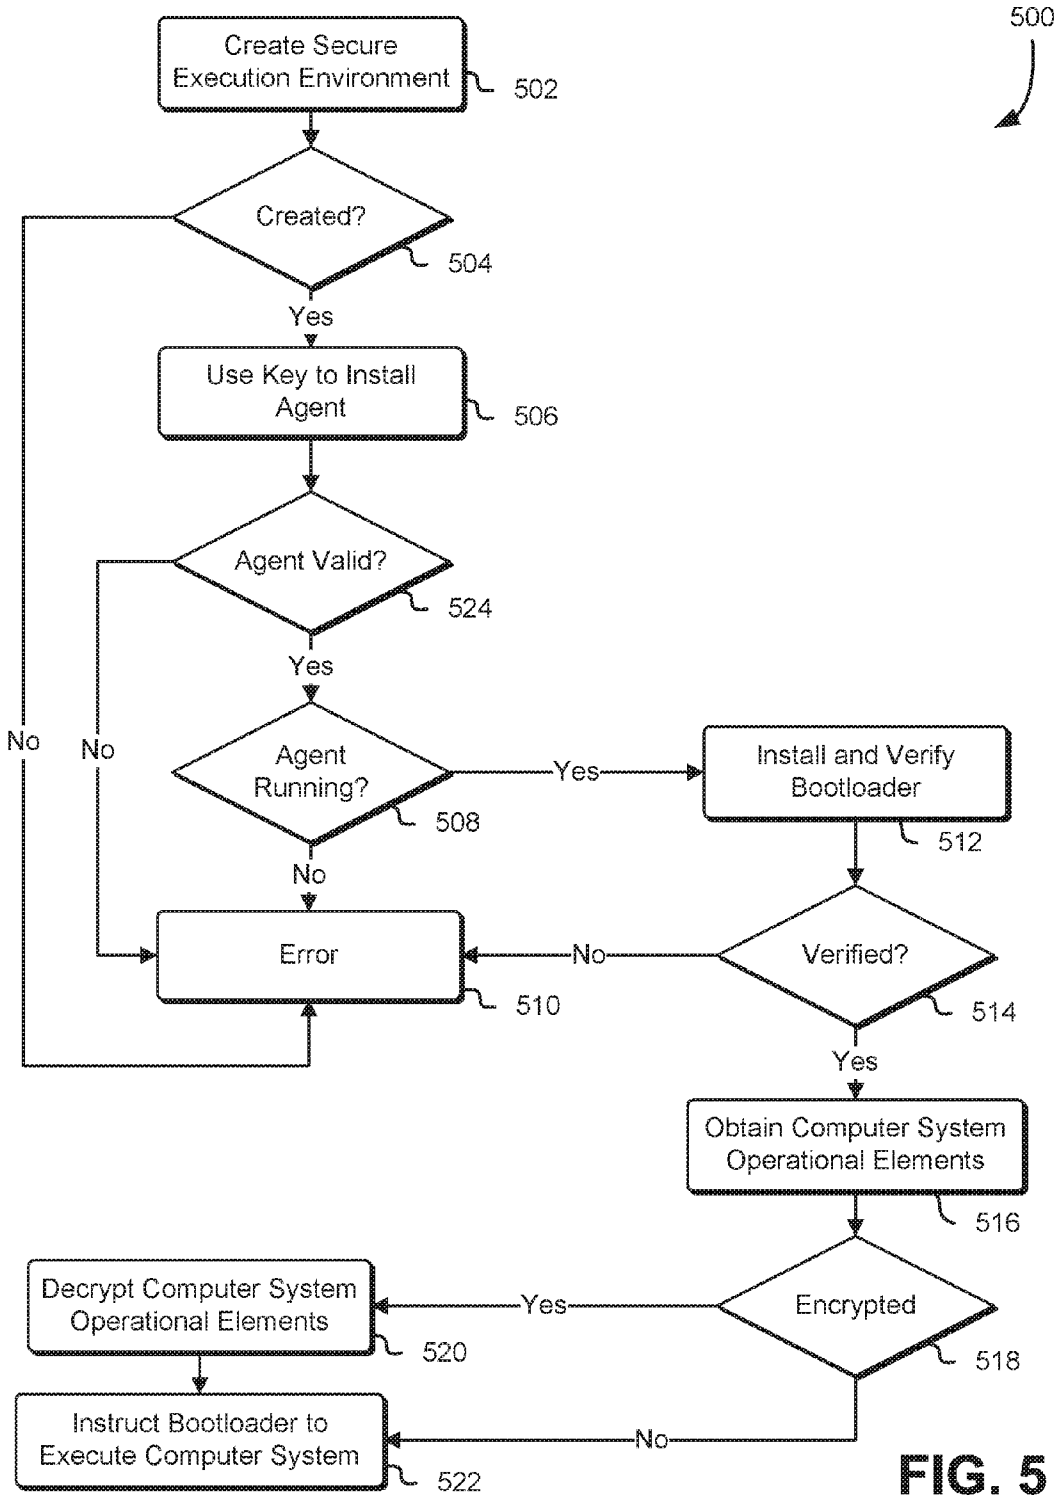 500
Create Secure
Execution Environment
502
Created?
504
Yes
Use Key to Install
Agent
506
Agent Valid?
524
Yes
No
No
Agent
Running?
508
Yes
Install and Verify
Bootloader
512
No
Error
510
No
Verified?
514
Yes
Obtain Computer System
Operational Elements
516
Encrypted
518
Yes
Decrypt Computer System
Operational Elements
520
No
Instruct Bootloader to
Execute Computer System
522
FIG. 5